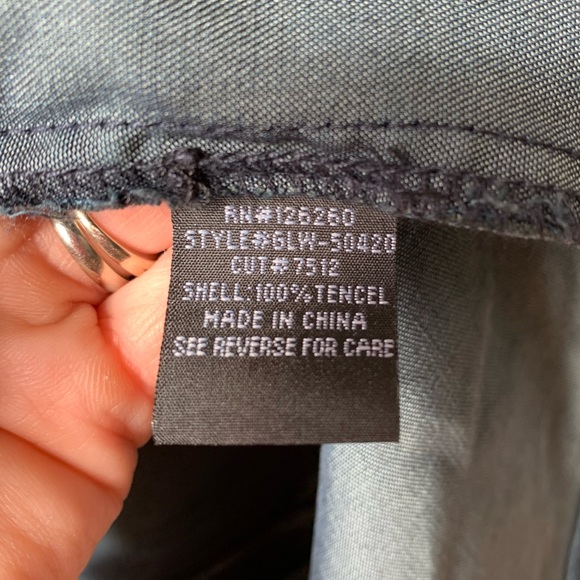 RN#126260
STYLE#GLW-50420
CUT#7512
SHELL:100%TENCEL
MADE IN CHINA
SEE REVERSE FOR CARE